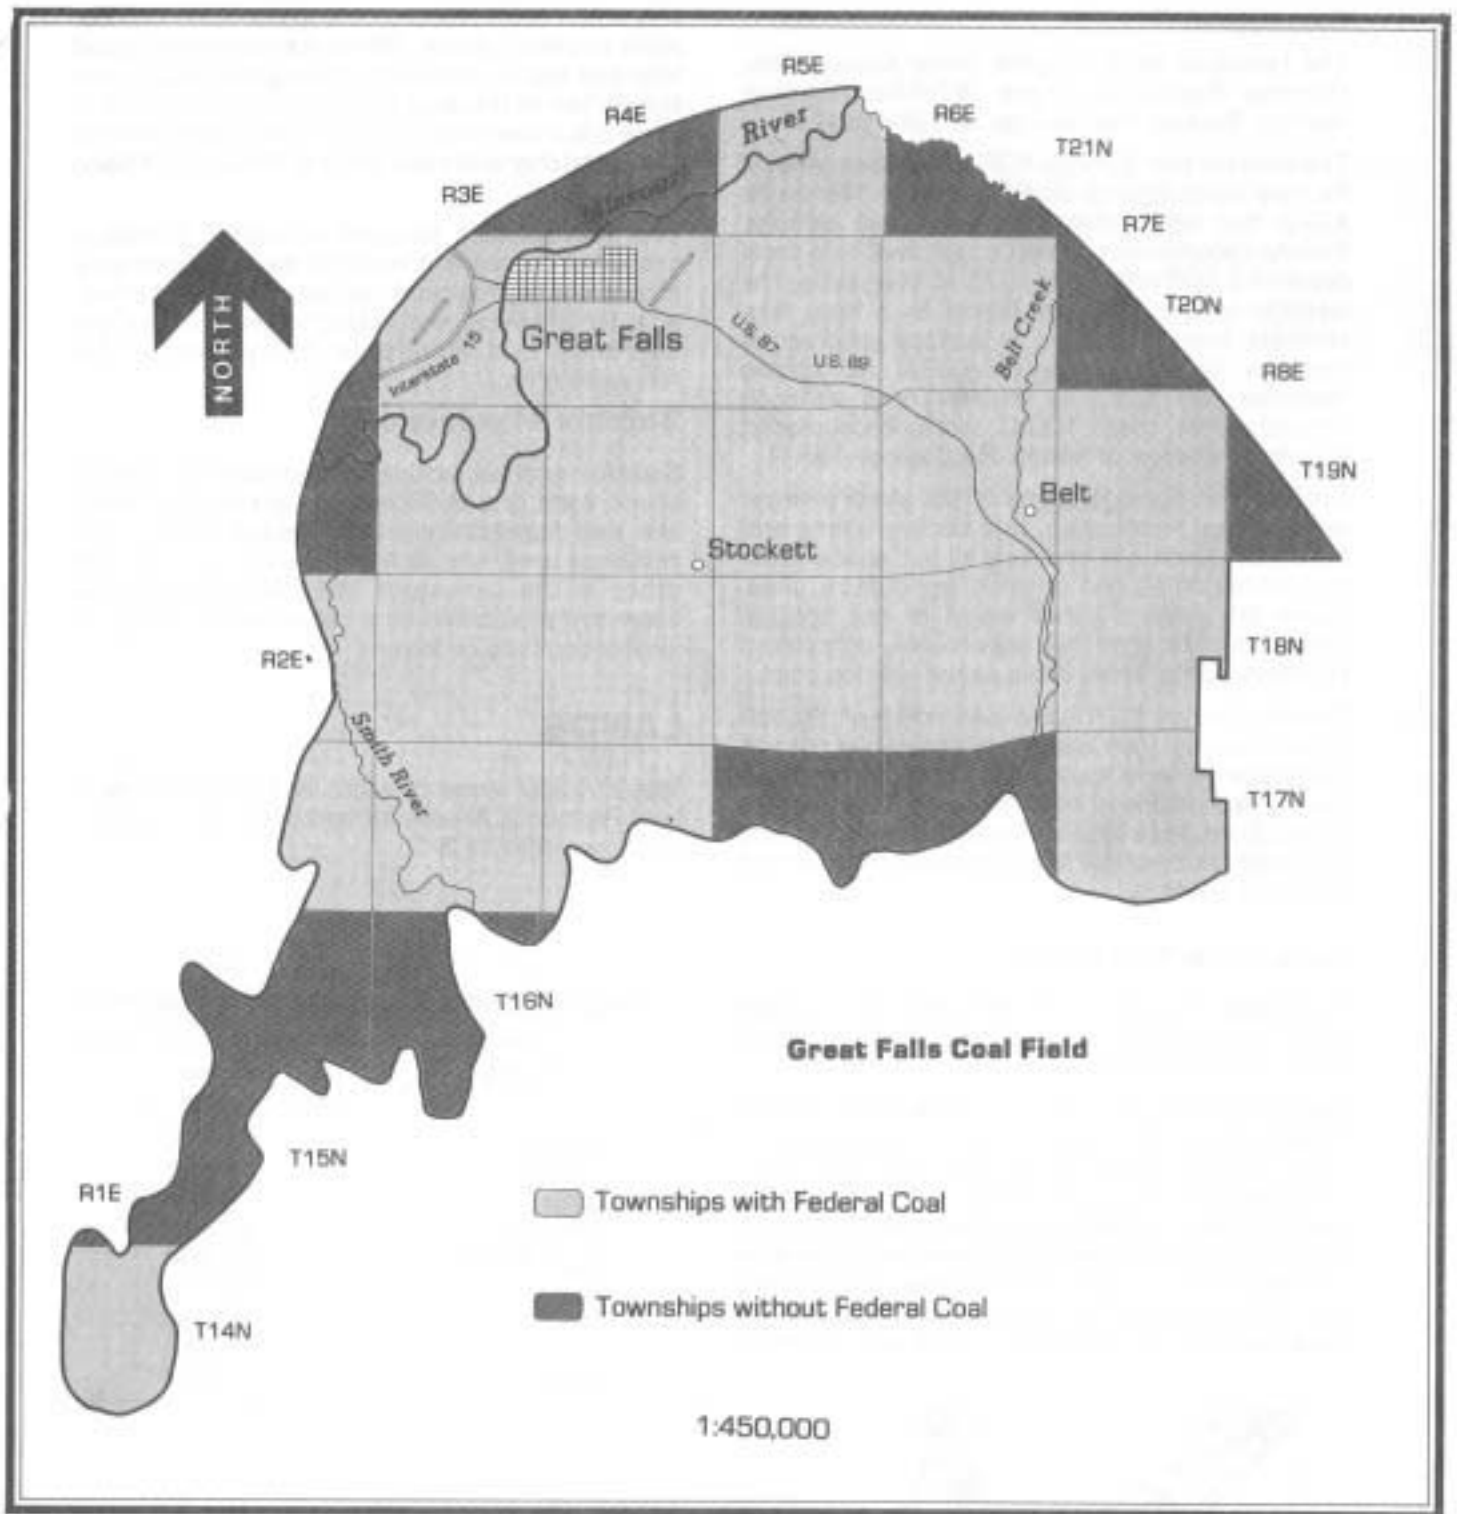 R5E
R4E
River
R6E
T21N
Missouri
R3E
R7E
NORTH
T20N
Great Falls
Interstate 15
U.S. 87
U.S. 89
Belt Creek
R8E
T19N
Belt
Stockett
R2E
T18N
Smith River
T17N
T16N
Great Falls Coal Field
T15N
R1E
Townships with Federal Coal
Townships without Federal Coal
T14N
1:450,000